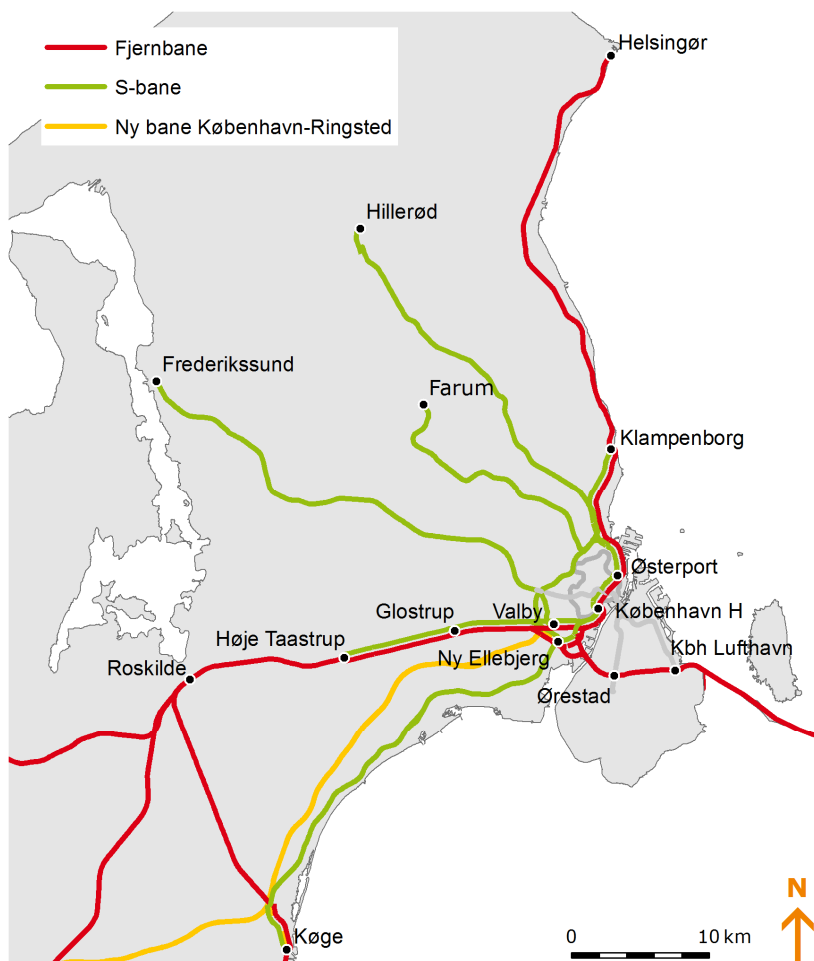 Fjernbane
S-bane
Ny bane København-Ringsted
Helsingør
Hillerød
Frederikssund
Farum
Klampenborg
Østerport
Glostrup
Valby
København H
Høje Taastrup
Kbh Lufthavn
Roskilde
Ny Ellebjerg
Ørestad
N
Køge
0
10 km